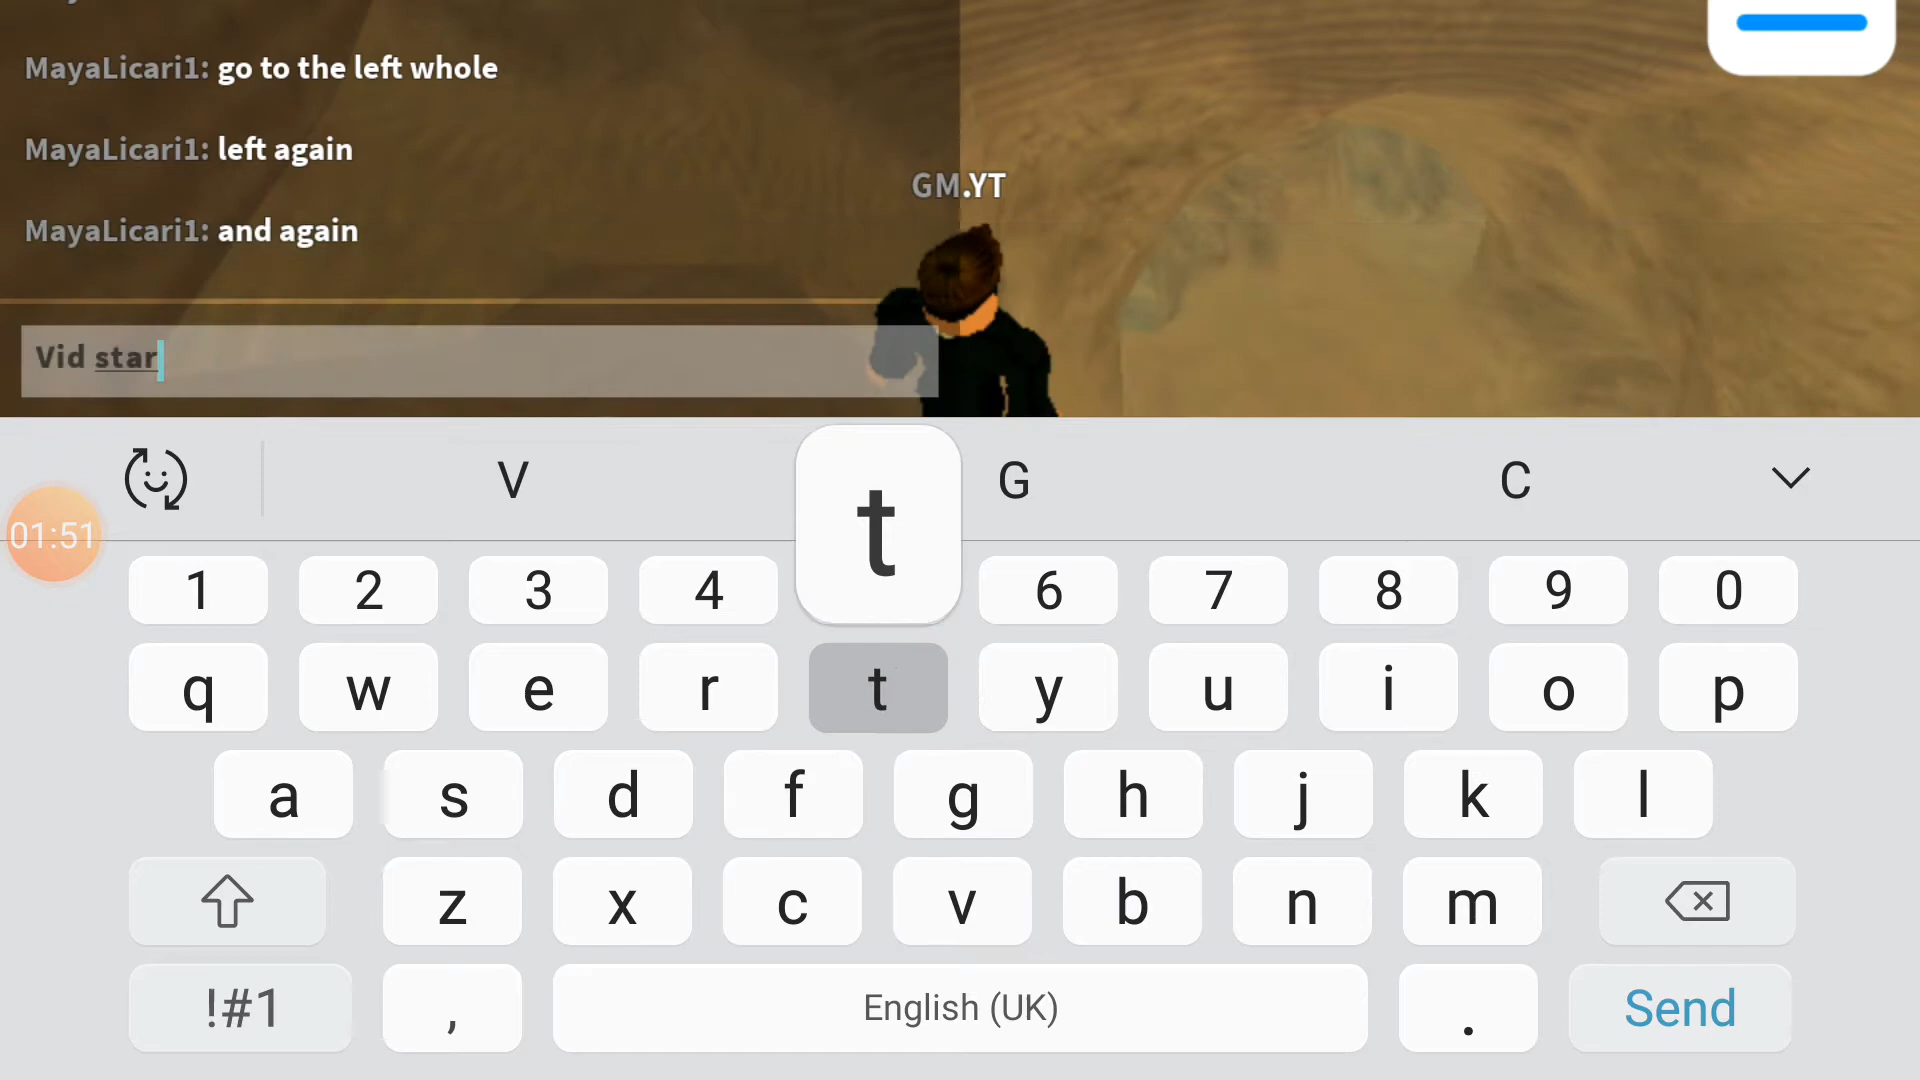 MayaLicari1: go to the left whole
MayaLicari1: left again
GM.YT
MayaLicari1: and again
Vid star
V G C
t
01:51
1 2 3 4 6 7 8 9 0
q w e r t y u i o p
a s d f g h j k l
z x c v b n m
!#1 , English (UK) . Send